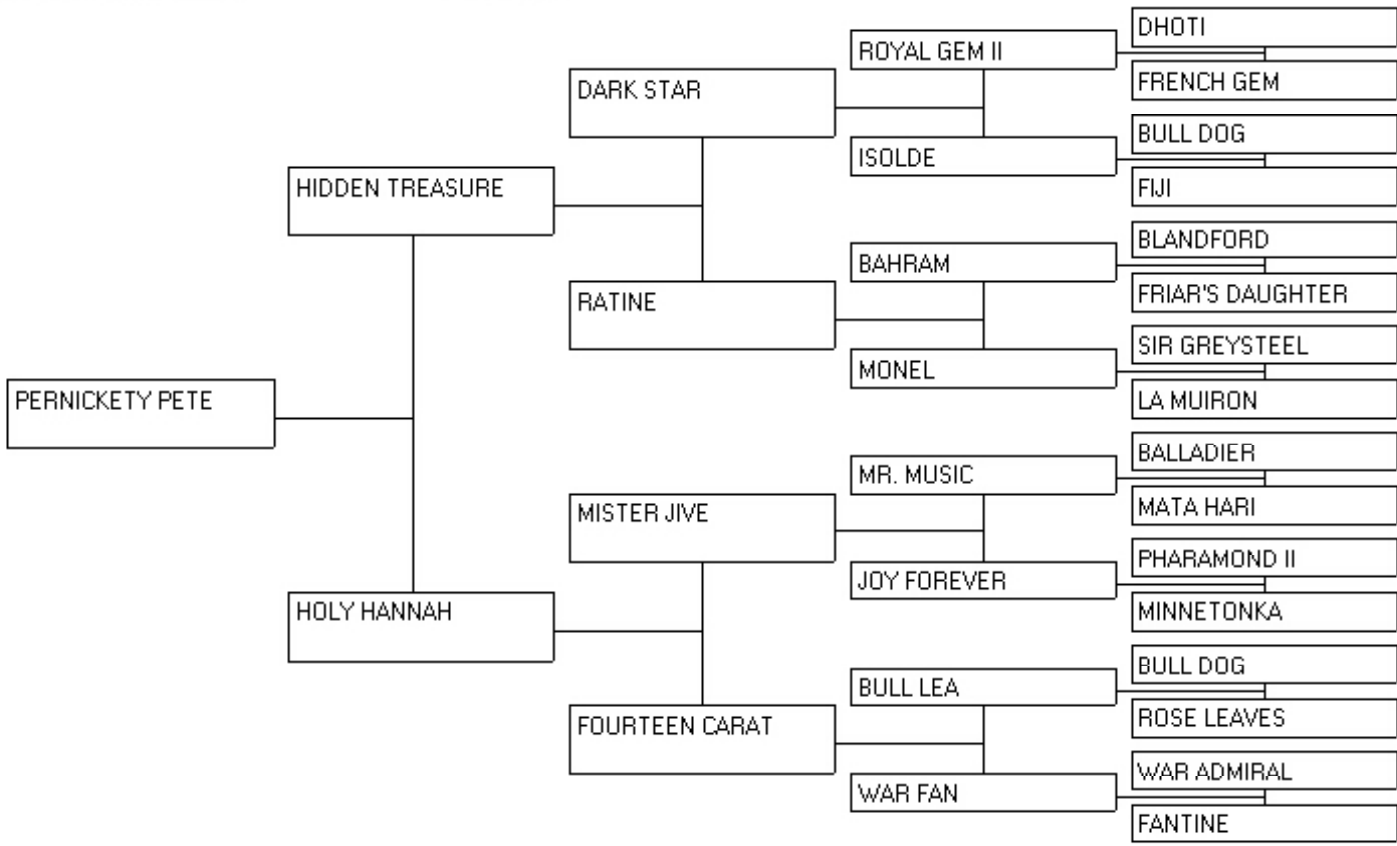 DHOTI
ROYAL GEM II
FRENCH GEM
DARK STAR
BULL DOG
ISOLDE
FIJI
HIDDEN TREASURE
BLANDFORD
BAHRAM
FRIAR'S DAUGHTER
RATINE
SIR GREYSTEEL
MONEL
LA MUIRON
PERNICKETY PETE
BALLADIER
MR. MUSIC
MATA HARI
MISTER JIVE
PHARAMOND II
JOY FOREVER
MINNETONKA
HOLY HANNAH
BULL DOG
BULL LEA
ROSE LEAVES
FOURTEEN CARAT
WAR ADMIRAL
WAR FAN
FANTINE